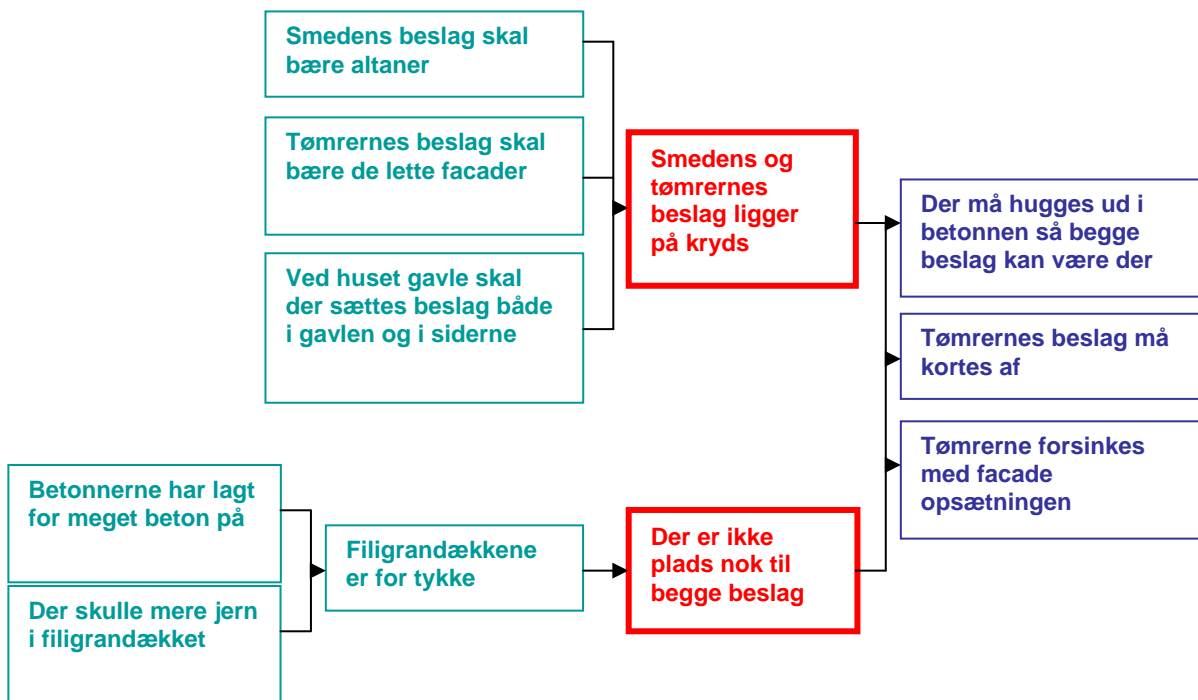 Smedens beslag skal
bære altaner
Tømrernes beslag skal
bære de lette facader
Ved huset gavle skal
der sættes beslag både
i gavlen og i siderne
Smedens og
tømrernes
beslag ligger
på kryds
Der må hugges ud i
betonnen så begge
beslag kan være der
Tømrernes beslag må
kortes af
Tømrerne forsinkes
med facade
opsætningen
Betonnerne har lagt
for meget beton på
Der skulle mere jern
i filigrandækket
Filigrandækkene
er for tykke
Der er ikke
plads nok til
begge beslag